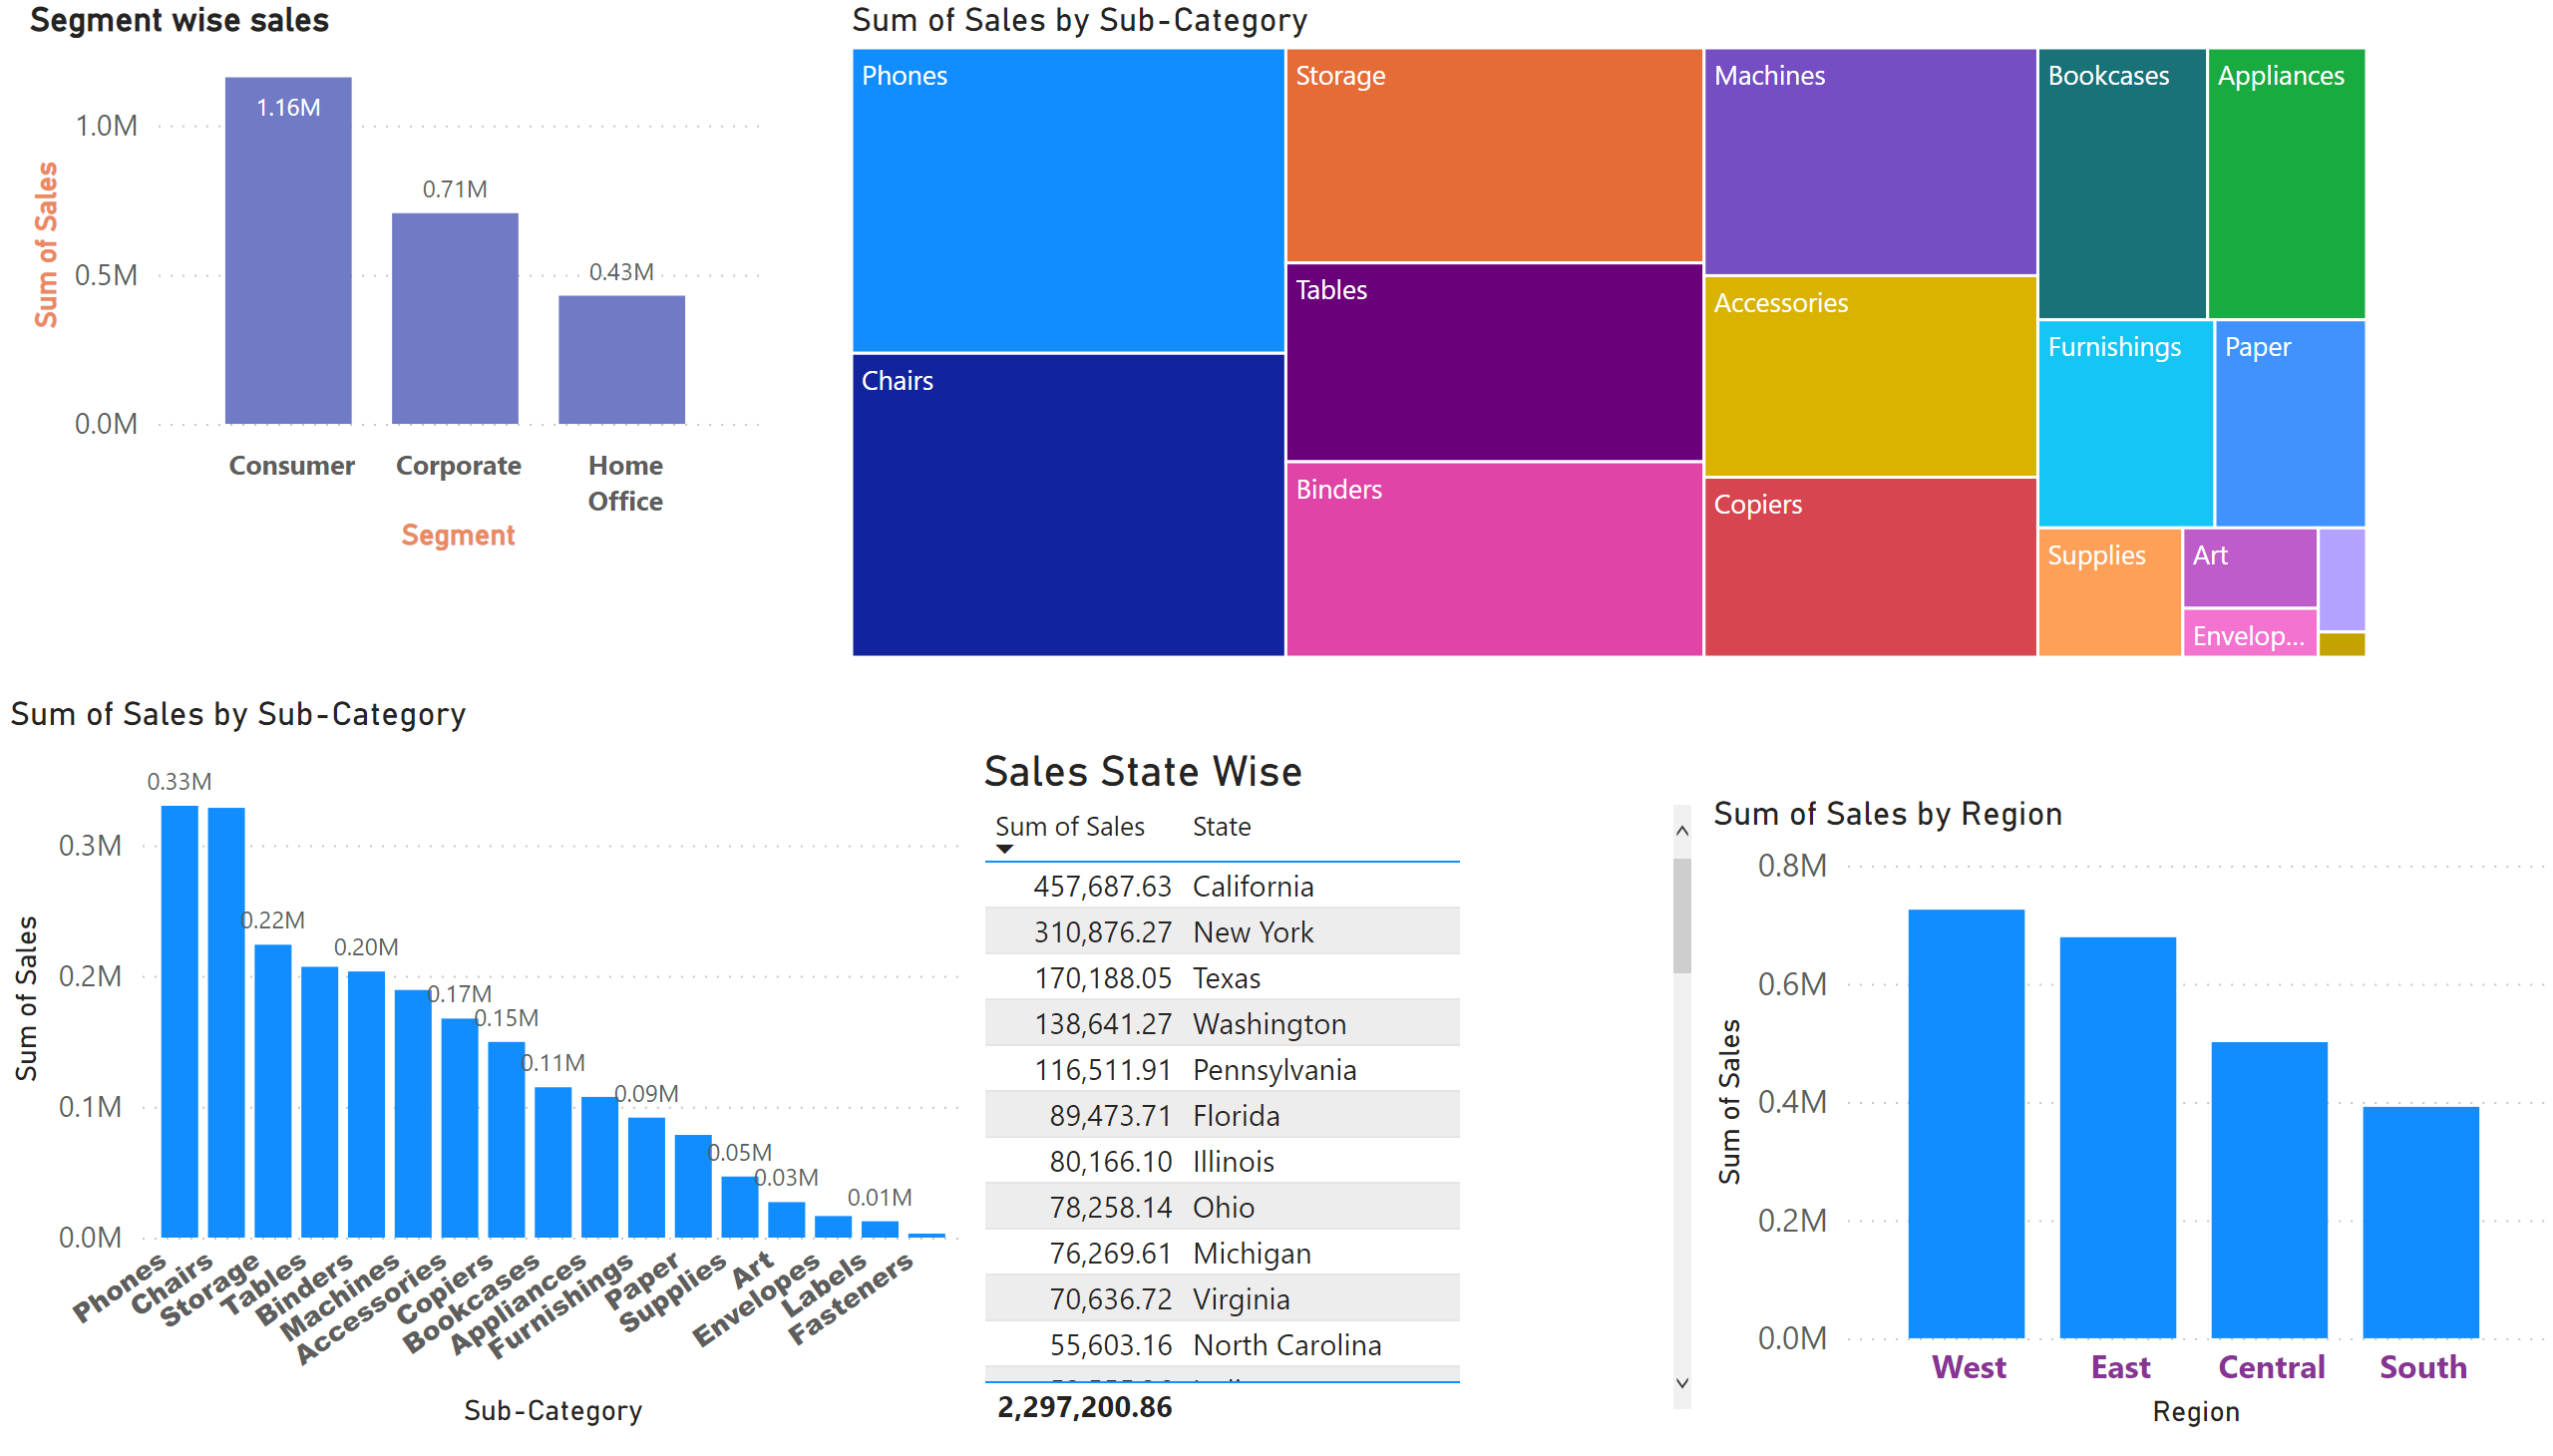 Segment wise sales
Sum of Sales
1.0M
0.5M
0.0M
1.16M
0.71M
0.43M
Consumer
Corporate
Home
Office
Segment
Sum of Sales by Sub-Category
Phones
Storage
Machines
Bookcases
Appliances
Tables
Accessories
Furnishings
Paper
Chairs
Binders
Copiers
Supplies
Art
Envelop...
Sum of Sales by Sub-Category
Sum of Sales
0.3M
0.2M
0.1M
0.0M
0.33M
0.22M
0.20M
0.17M
0.15M
0.11M
0.09M
0.05M
0.03M
0.01M
Phones
Chairs
Storage
Tables
Binders
Machines
Accessories
Copiers
Bookcases
Appliances
Furnishings
Paper
Supplies
Art
Envelopes
Labels
Fasteners
Sub-Category
Sales State Wise
Sum of Sales State
457,687.63 California
310,876.27 New York
170,188.05 Texas
138,641.27 Washington
116,511.91 Pennsylvania
89,473.71 Florida
80,166.10 Illinois
78,258.14 Ohio
76,269.61 Michigan
70,636.72 Virginia
55,603.16 North Carolina
2,297,200.86
Sum of Sales by Region
Sum of Sales
0.8M
0.6M
0.4M
0.2M
0.0M
West
East
Central
South
Region